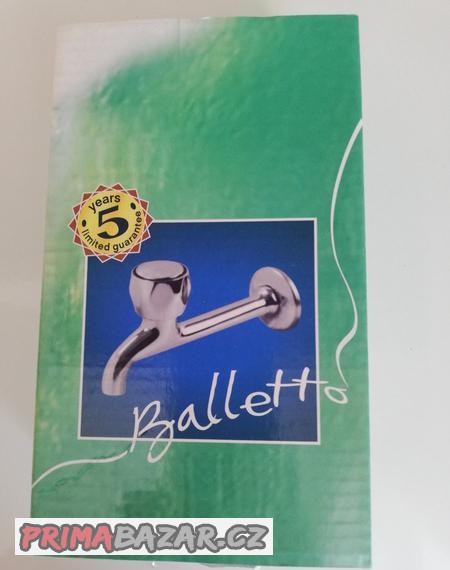 years
5
limited guarantee
Balletto
PRIMABAZAR.CZ